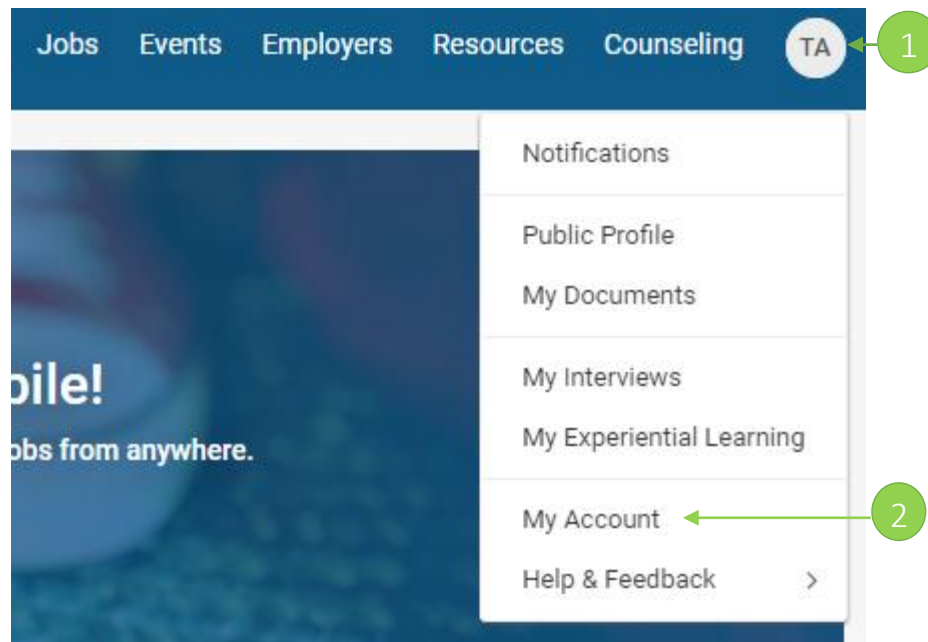 Jobs Events Employers Resources Counseling TA 1
Notifications
Public Profile
My Documents
My Interviews
My Experiential Learning
My Account 2
Help & Feedback >
bile!
obs from anywhere.